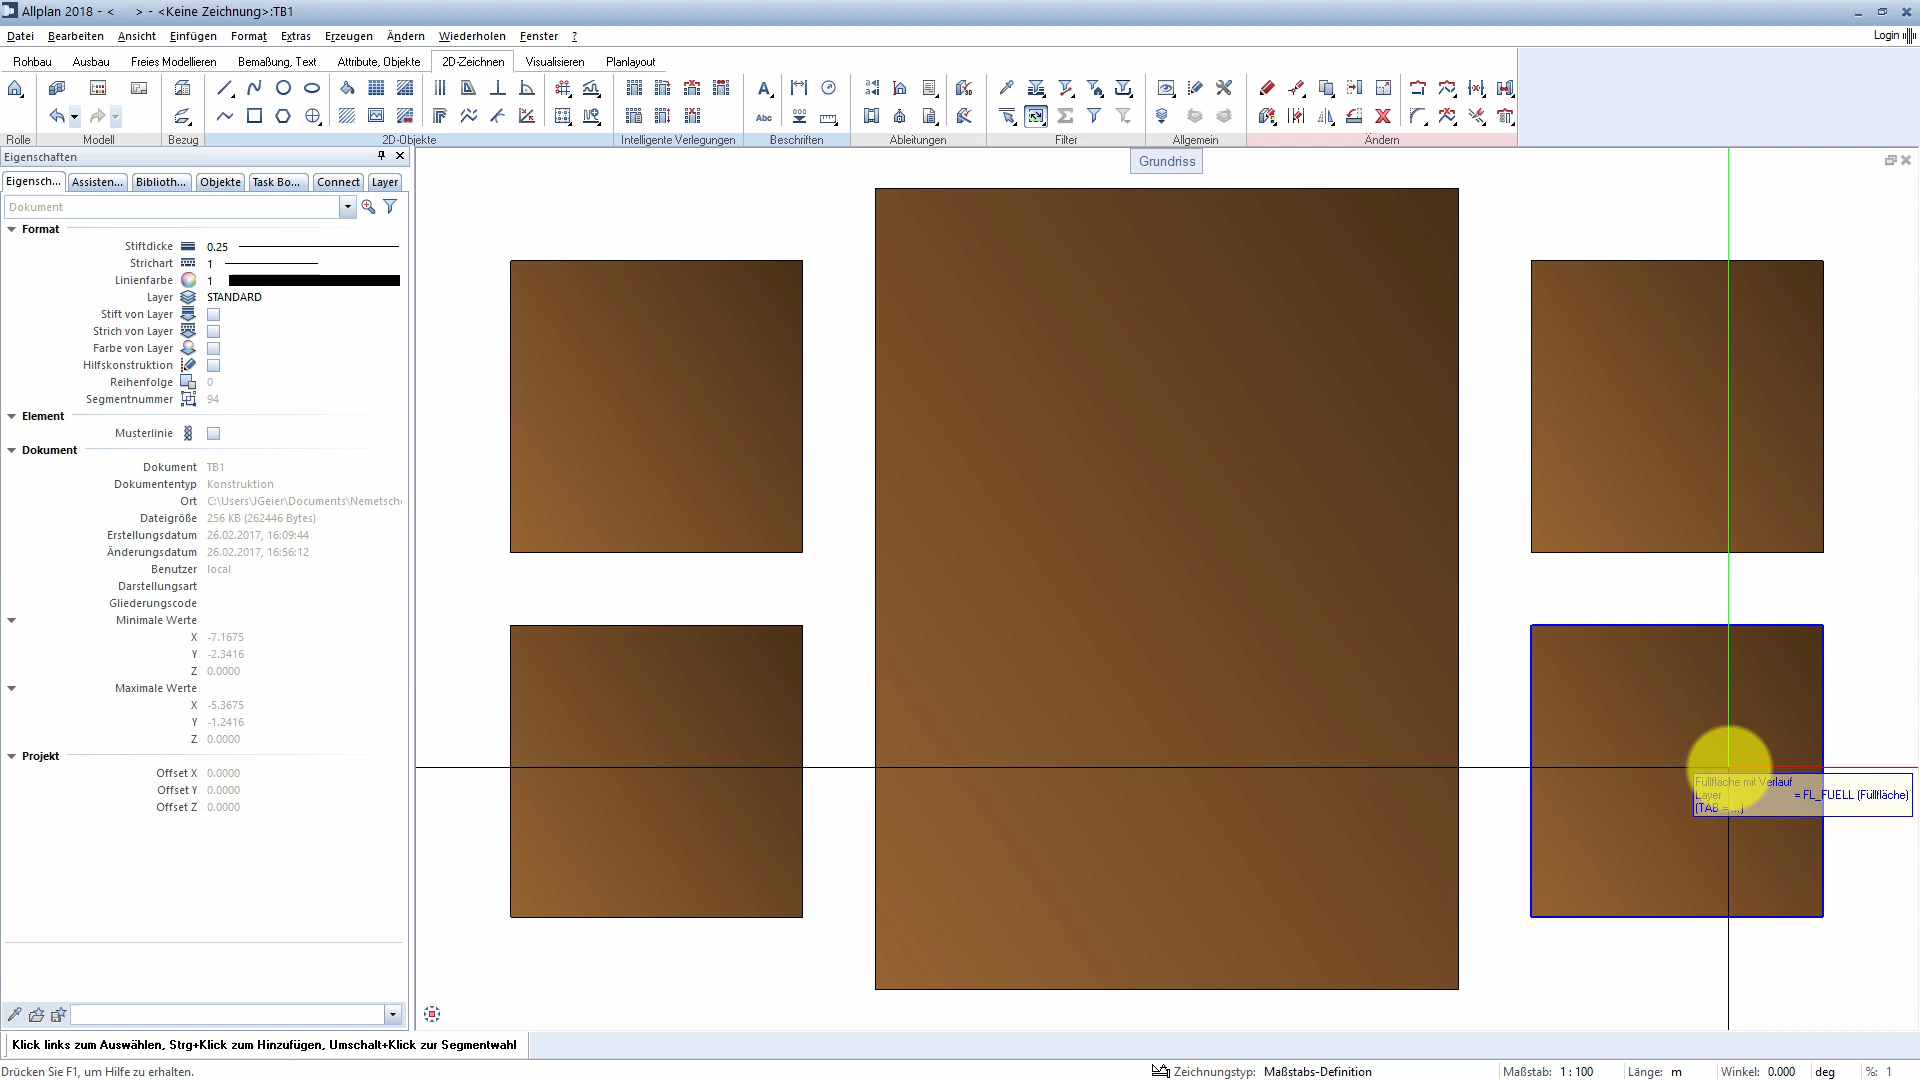 Allplan 2018 - <       > - <Keine Zeichnung>:TB1
Datei Bearbeiten Ansicht Einfügen Format Extras Erzeugen Ändern Wiederholen Fenster ?
Login
Rohbau Ausbau Freies Modellieren Bemaßung, Text Attribute, Objekte 2D-Zeichnen Visualisieren Planlayout
A
Abc
Rolle Modell Bezug 2D-Objekte Intelligente Verlegungen Beschriften Ableitungen Filter Allgemein Ändern
Eigenschaften
Eigensch... Assisten... Biblioth... Objekte Task Bo... Connect Layer
Dokument
Format
Stiftdicke 0.25
Strichart 1
Linienfarbe 1
Layer STANDARD
Stift von Layer
Strich von Layer
Farbe von Layer
Hilfskonstruktion
Reihenfolge 0
Segmentnummer 94
Element
Musterlinie
Dokument
Dokument TB1
Dokumententyp Konstruktion
Ort C:\Users\JGeier\Documents\Nemetsch
Dateigröße 256 KB (262446 Bytes)
Erstellungsdatum 26.02.2017, 16:09:44
Änderungsdatum 26.02.2017, 16:56:12
Benutzer local
Darstellungsart
Gliederungscode
Minimale Werte
X -7.1675
Y -2.3416
Z 0.0000
Maximale Werte
X -5.3675
Y -1.2416
Z 0.0000
Projekt
Offset X 0.0000
Offset Y 0.0000
Offset Z 0.0000
Grundriss
Füllfläche mit Verlauf
Layer = FL_FUELL (Füllfläche)
(TAB = ...)
Klick links zum Auswählen, Strg+Klick zum Hinzufügen, Umschalt+Klick zur Segmentwahl
Drücken Sie F1, um Hilfe zu erhalten.
Zeichnungstyp: Maßstabs-Definition Maßstab: 1 : 100 Länge: m Winkel: 0.000 deg %: 1